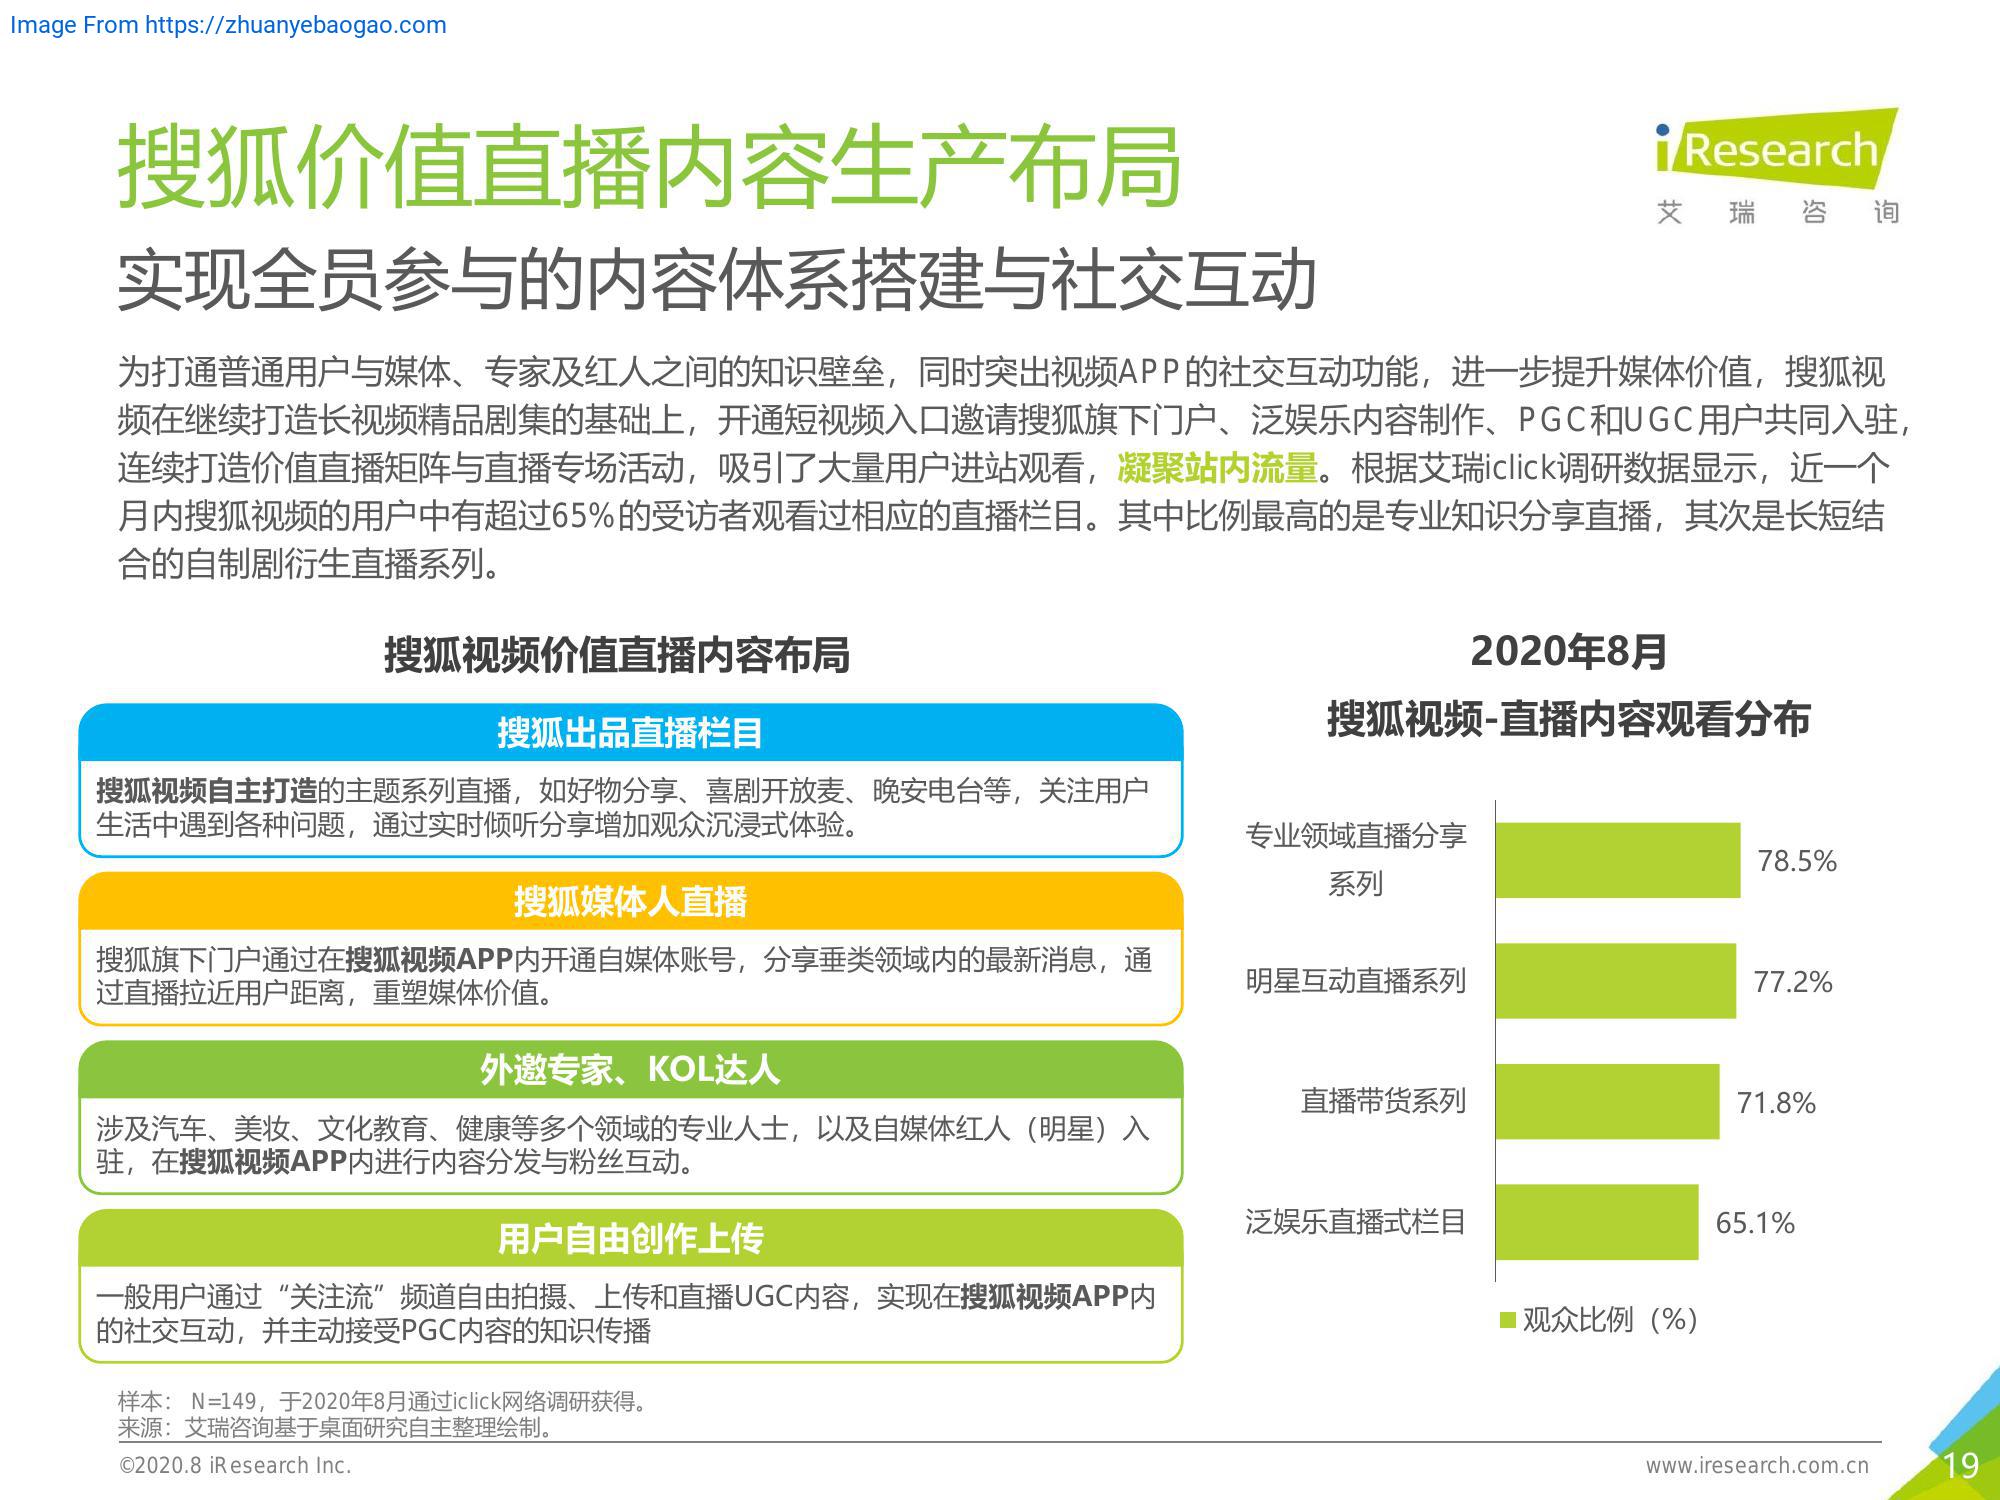 Image From https://zhuanyebaogao.com
搜狐价值直播内容生产布局
iResearch
艾瑞咨询
实现全员参与的内容体系搭建与社交互动
为打通普通用户与媒体、专家及红人之间的知识壁垒，同时突出视频APP的社交互动功能，进一步提升媒体价值，搜狐视
频在继续打造长视频精品剧集的基础上，开通短视频入口邀请搜狐旗下门户、泛娱乐内容制作、PGC和UGC用户共同入驻，
连续打造价值直播矩阵与直播专场活动，吸引了大量用户进站观看，凝聚站内流量。根据艾瑞iclick调研数据显示，近一个
月内搜狐视频的用户中有超过65%的受访者观看过相应的直播栏目。其中比例最高的是专业知识分享直播，其次是长短结
合的自制剧衍生直播系列。
搜狐视频价值直播内容布局
搜狐出品直播栏目
搜狐视频自主打造的主题系列直播，如好物分享、喜剧开放麦、晚安电台等，关注用户
生活中遇到各种问题，通过实时倾听分享增加观众沉浸式体验。
搜狐媒体人直播
搜狐旗下门户通过在搜狐视频APP内开通自媒体账号，分享垂类领域内的最新消息，通
过直播拉近用户距离，重塑媒体价值。
外邀专家、KOL达人
涉及汽车、美妆、文化教育、健康等多个领域的专业人士，以及自媒体红人（明星）入
驻，在搜狐视频APP内进行内容分发与粉丝互动。
用户自由创作上传
一般用户通过“关注流”频道自由拍摄、上传和直播UGC内容，实现在搜狐视频APP内
的社交互动，并主动接受PGC内容的知识传播
2020年8月
搜狐视频-直播内容观看分布
专业领域直播分享
系列
78.5%
明星互动直播系列
77.2%
直播带货系列
71.8%
泛娱乐直播式栏目
65.1%
观众比例（%）
样本： N=149，于2020年8月通过iclick网络调研获得。
来源：艾瑞咨询基于桌面研究自主整理绘制。
©2020.8 iResearch Inc.
www.iresearch.com.cn
19